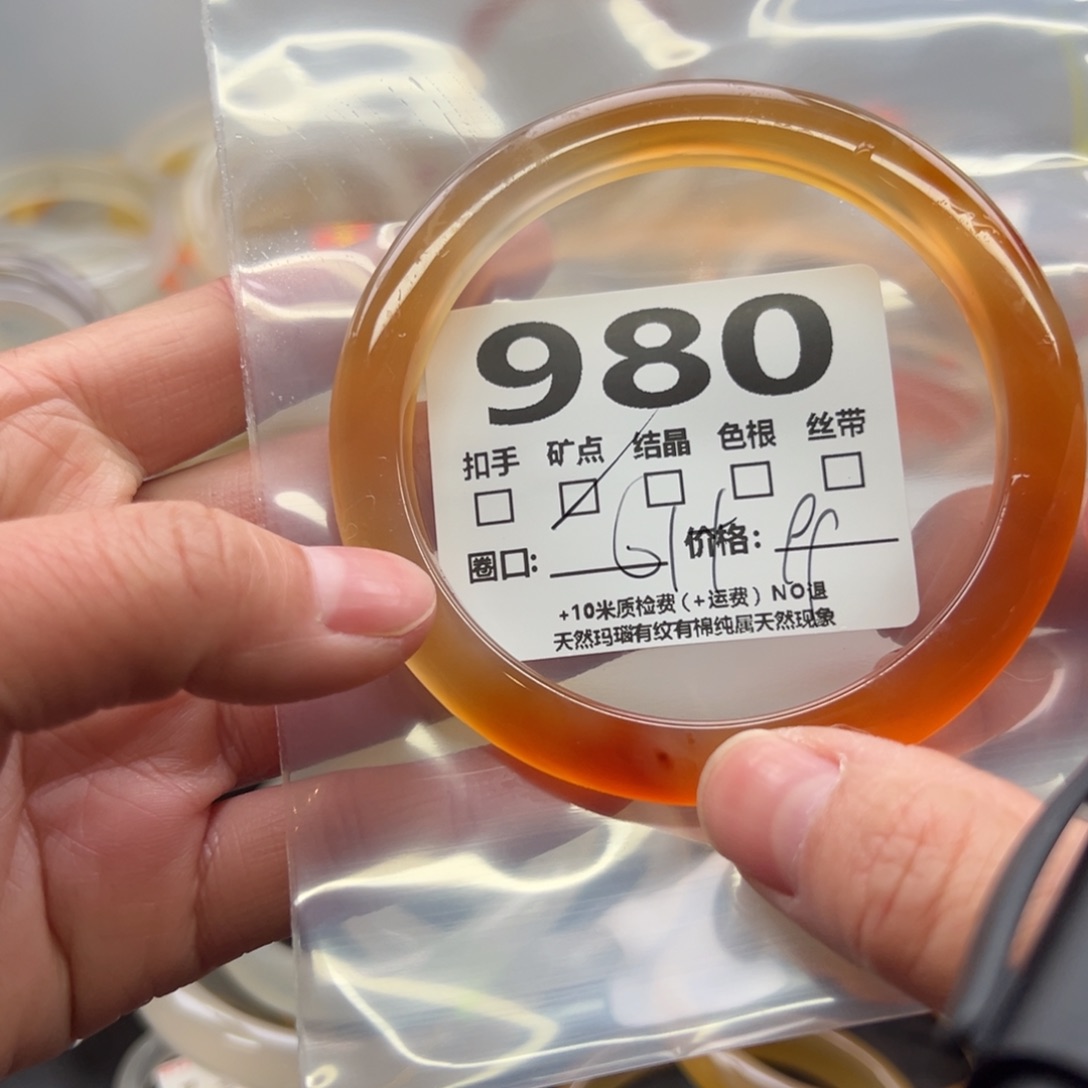 980
扣手 矿点 结晶 色根 丝带
圈口: 价格:
+10米质检费(+运费) NO退
天然玛瑙有纹有棉纯属天然现象